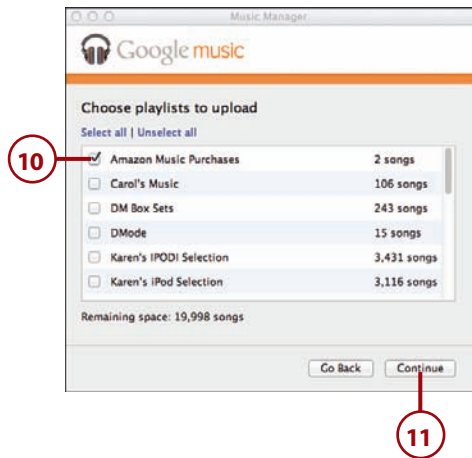 Music Manager
Google music
Choose playlists to upload
Select all | Unselect all
10
Amazon Music Purchases 2 songs
Carol's Music 106 songs
DM Box Sets 243 songs
DMode 15 songs
Karen's IPODI Selection 3,431 songs
Karen's iPod Selection 3,116 songs
Remaining space: 19,998 songs
Go Back Continue
11